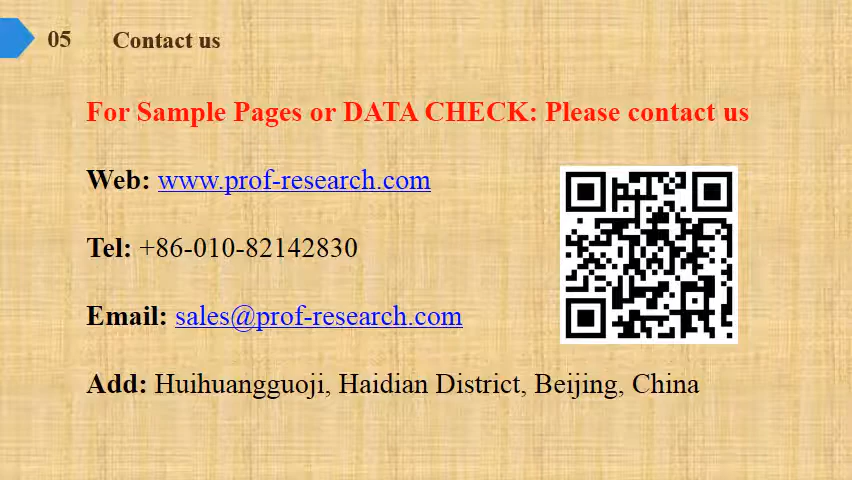 05 Contact us
For Sample Pages or DATA CHECK: Please contact us
Web: www.prof-research.com
Tel: +86-010-82142830
Email: sales@prof-research.com
Add: Huihuangguoji, Haidian District, Beijing, China